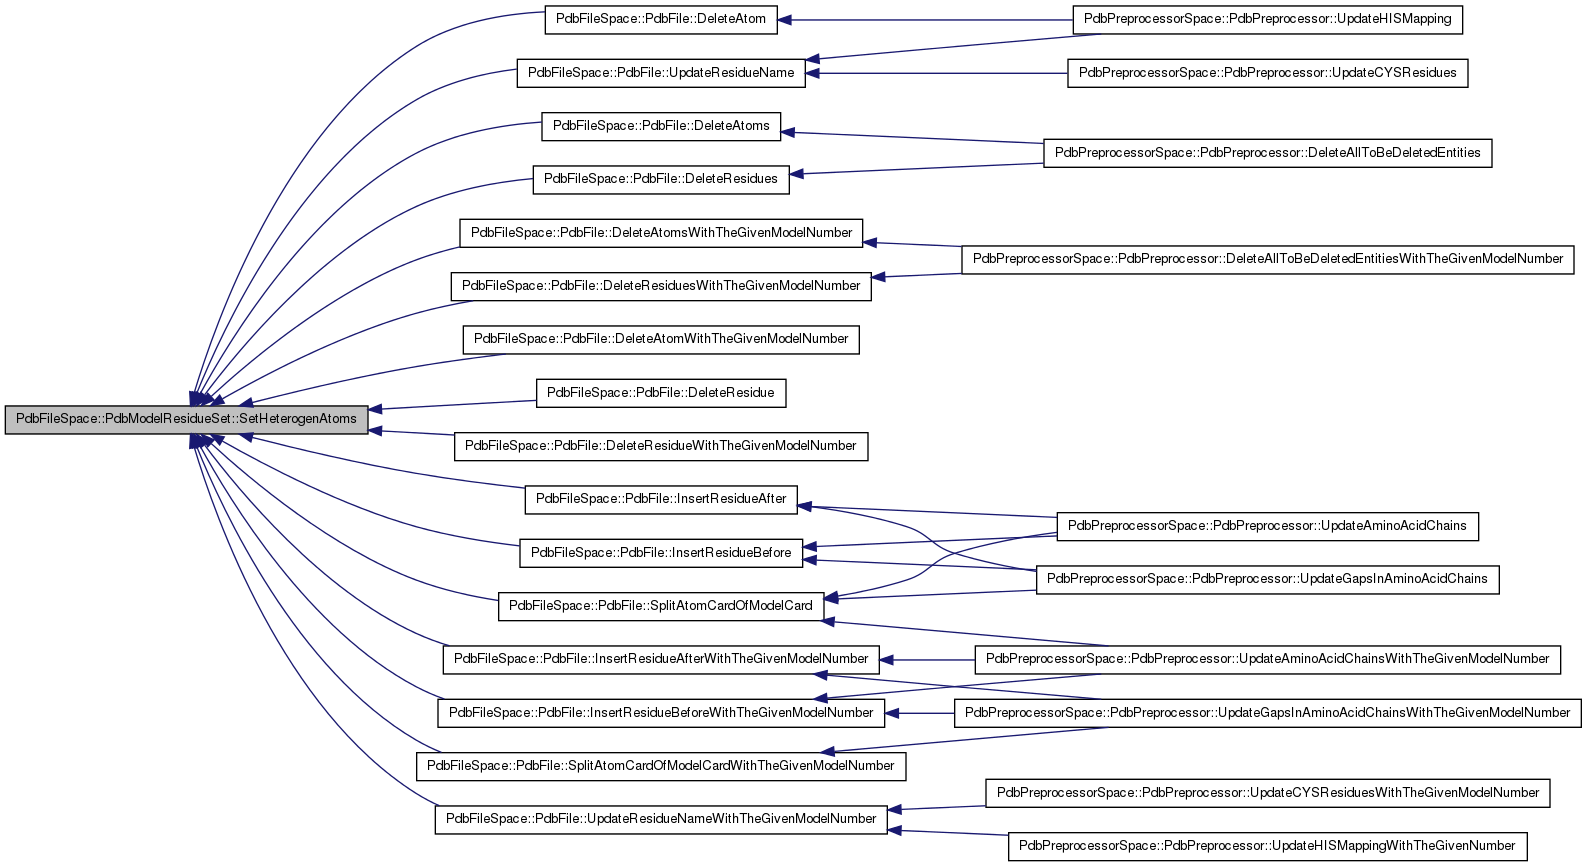 PdbFileSpace::PdbFile::DeleteAtom
PdbPreprocessorSpace::PdbPreprocessor::UpdateHISMapping
PdbFileSpace::PdbFile::UpdateResidueName
PdbPreprocessorSpace::PdbPreprocessor::UpdateCYSResidues
PdbFileSpace::PdbFile::DeleteAtoms
PdbPreprocessorSpace::PdbPreprocessor::DeleteAllToBeDeletedEntities
PdbFileSpace::PdbFile::DeleteResidues
PdbFileSpace::PdbFile::DeleteAtomsWithTheGivenModelNumber
PdbPreprocessorSpace::PdbPreprocessor::DeleteAllToBeDeletedEntitiesWithTheGivenModelNumber
PdbFileSpace::PdbFile::DeleteResiduesWithTheGivenModelNumber
PdbFileSpace::PdbFile::DeleteAtomWithTheGivenModelNumber
PdbFileSpace::PdbFile::DeleteResidue
PdbFileSpace::PdbModelResidueSet::SetHeterogenAtoms
PdbFileSpace::PdbFile::DeleteResidueWithTheGivenModelNumber
PdbFileSpace::PdbFile::InsertResidueAfter
PdbPreprocessorSpace::PdbPreprocessor::UpdateAminoAcidChains
PdbFileSpace::PdbFile::InsertResidueBefore
PdbPreprocessorSpace::PdbPreprocessor::UpdateGapsInAminoAcidChains
PdbFileSpace::PdbFile::SplitAtomCardOfModelCard
PdbFileSpace::PdbFile::InsertResidueAfterWithTheGivenModelNumber
PdbPreprocessorSpace::PdbPreprocessor::UpdateAminoAcidChainsWithTheGivenModelNumber
PdbFileSpace::PdbFile::InsertResidueBeforeWithTheGivenModelNumber
PdbPreprocessorSpace::PdbPreprocessor::UpdateGapsInAminoAcidChainsWithTheGivenModelNumber
PdbFileSpace::PdbFile::SplitAtomCardOfModelCardWithTheGivenModelNumber
PdbPreprocessorSpace::PdbPreprocessor::UpdateCYSResiduesWithTheGivenModelNumber
PdbFileSpace::PdbFile::UpdateResidueNameWithTheGivenModelNumber
PdbPreprocessorSpace::PdbPreprocessor::UpdateHISMappingWithTheGivenNumber